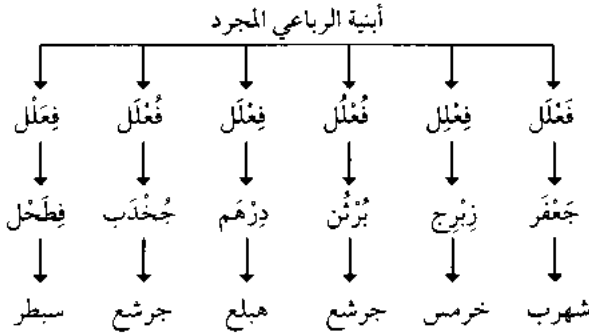 أبنية الرباعي المجرد
فَعْلَل فِعْلِل فُعْلُل فِعْلَل فُعْلَل فِعَلْل
جَعْفَر زِبْرِج بُرْثُن دِرْهَم جُخْدَب فِطَحْل
شهرب خرمس جرشع هبلع جرشع سبطر